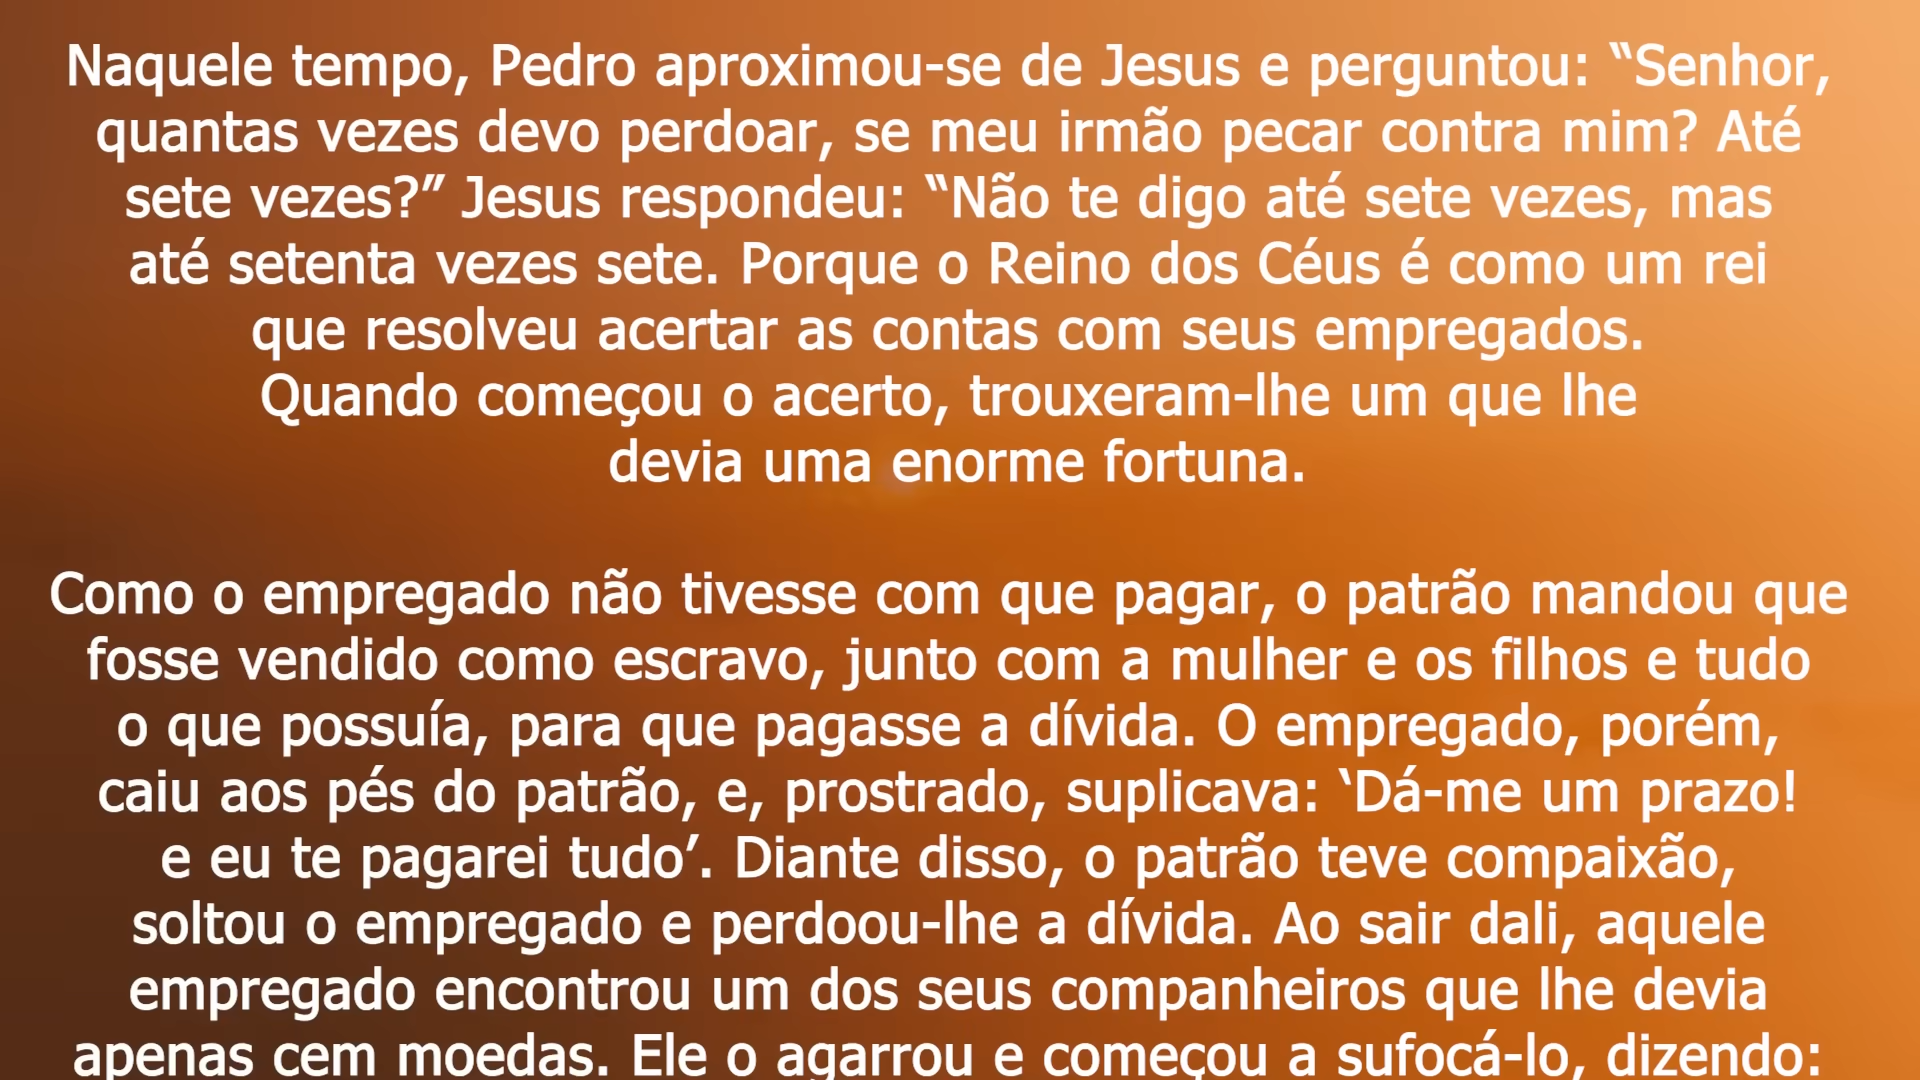 Naquele tempo, Pedro aproximou-se de Jesus e perguntou: “Senhor,
quantas vezes devo perdoar, se meu irmão pecar contra mim? Até
sete vezes?” Jesus respondeu: “Não te digo até sete vezes, mas
até setenta vezes sete. Porque o Reino dos Céus é como um rei
que resolveu acertar as contas com seus empregados.
Quando começou o acerto, trouxeram-lhe um que lhe
devia uma enorme fortuna.
Como o empregado não tivesse com que pagar, o patrão mandou que
fosse vendido como escravo, junto com a mulher e os filhos e tudo
o que possuía, para que pagasse a dívida. O empregado, porém,
caiu aos pés do patrão, e, prostrado, suplicava: ‘Dá-me um prazo!
e eu te pagarei tudo’. Diante disso, o patrão teve compaixão,
soltou o empregado e perdoou-lhe a dívida. Ao sair dali, aquele
empregado encontrou um dos seus companheiros que lhe devia
apenas cem moedas. Ele o agarrou e começou a sufocá-lo, dizendo: